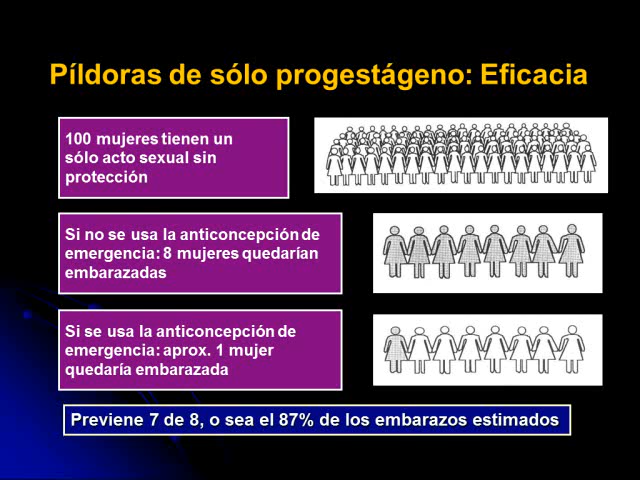 Píldoras de sólo progestágeno: Eficacia
100 mujeres tienen un
sólo acto sexual sin
protección
Si no se usa la anticoncepción de
emergencia: 8 mujeres quedarían
embarazadas
Si se usa la anticoncepción de
emergencia: aprox. 1 mujer
quedaría embarazada
Previene 7 de 8, o sea el 87% de los embarazos estimados